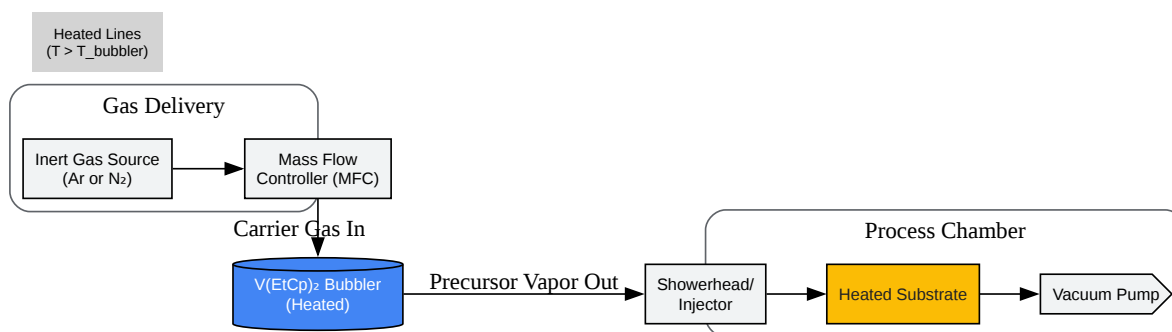 Heated Lines
(T > T_bubbler)
Gas Delivery
Inert Gas Source
(Ar or N₂)
Mass Flow
Controller (MFC)
Carrier Gas In
V(EtCp)₂ Bubbler
(Heated)
Precursor Vapor Out
Process Chamber
Showerhead/
Injector
Heated Substrate
Vacuum Pump